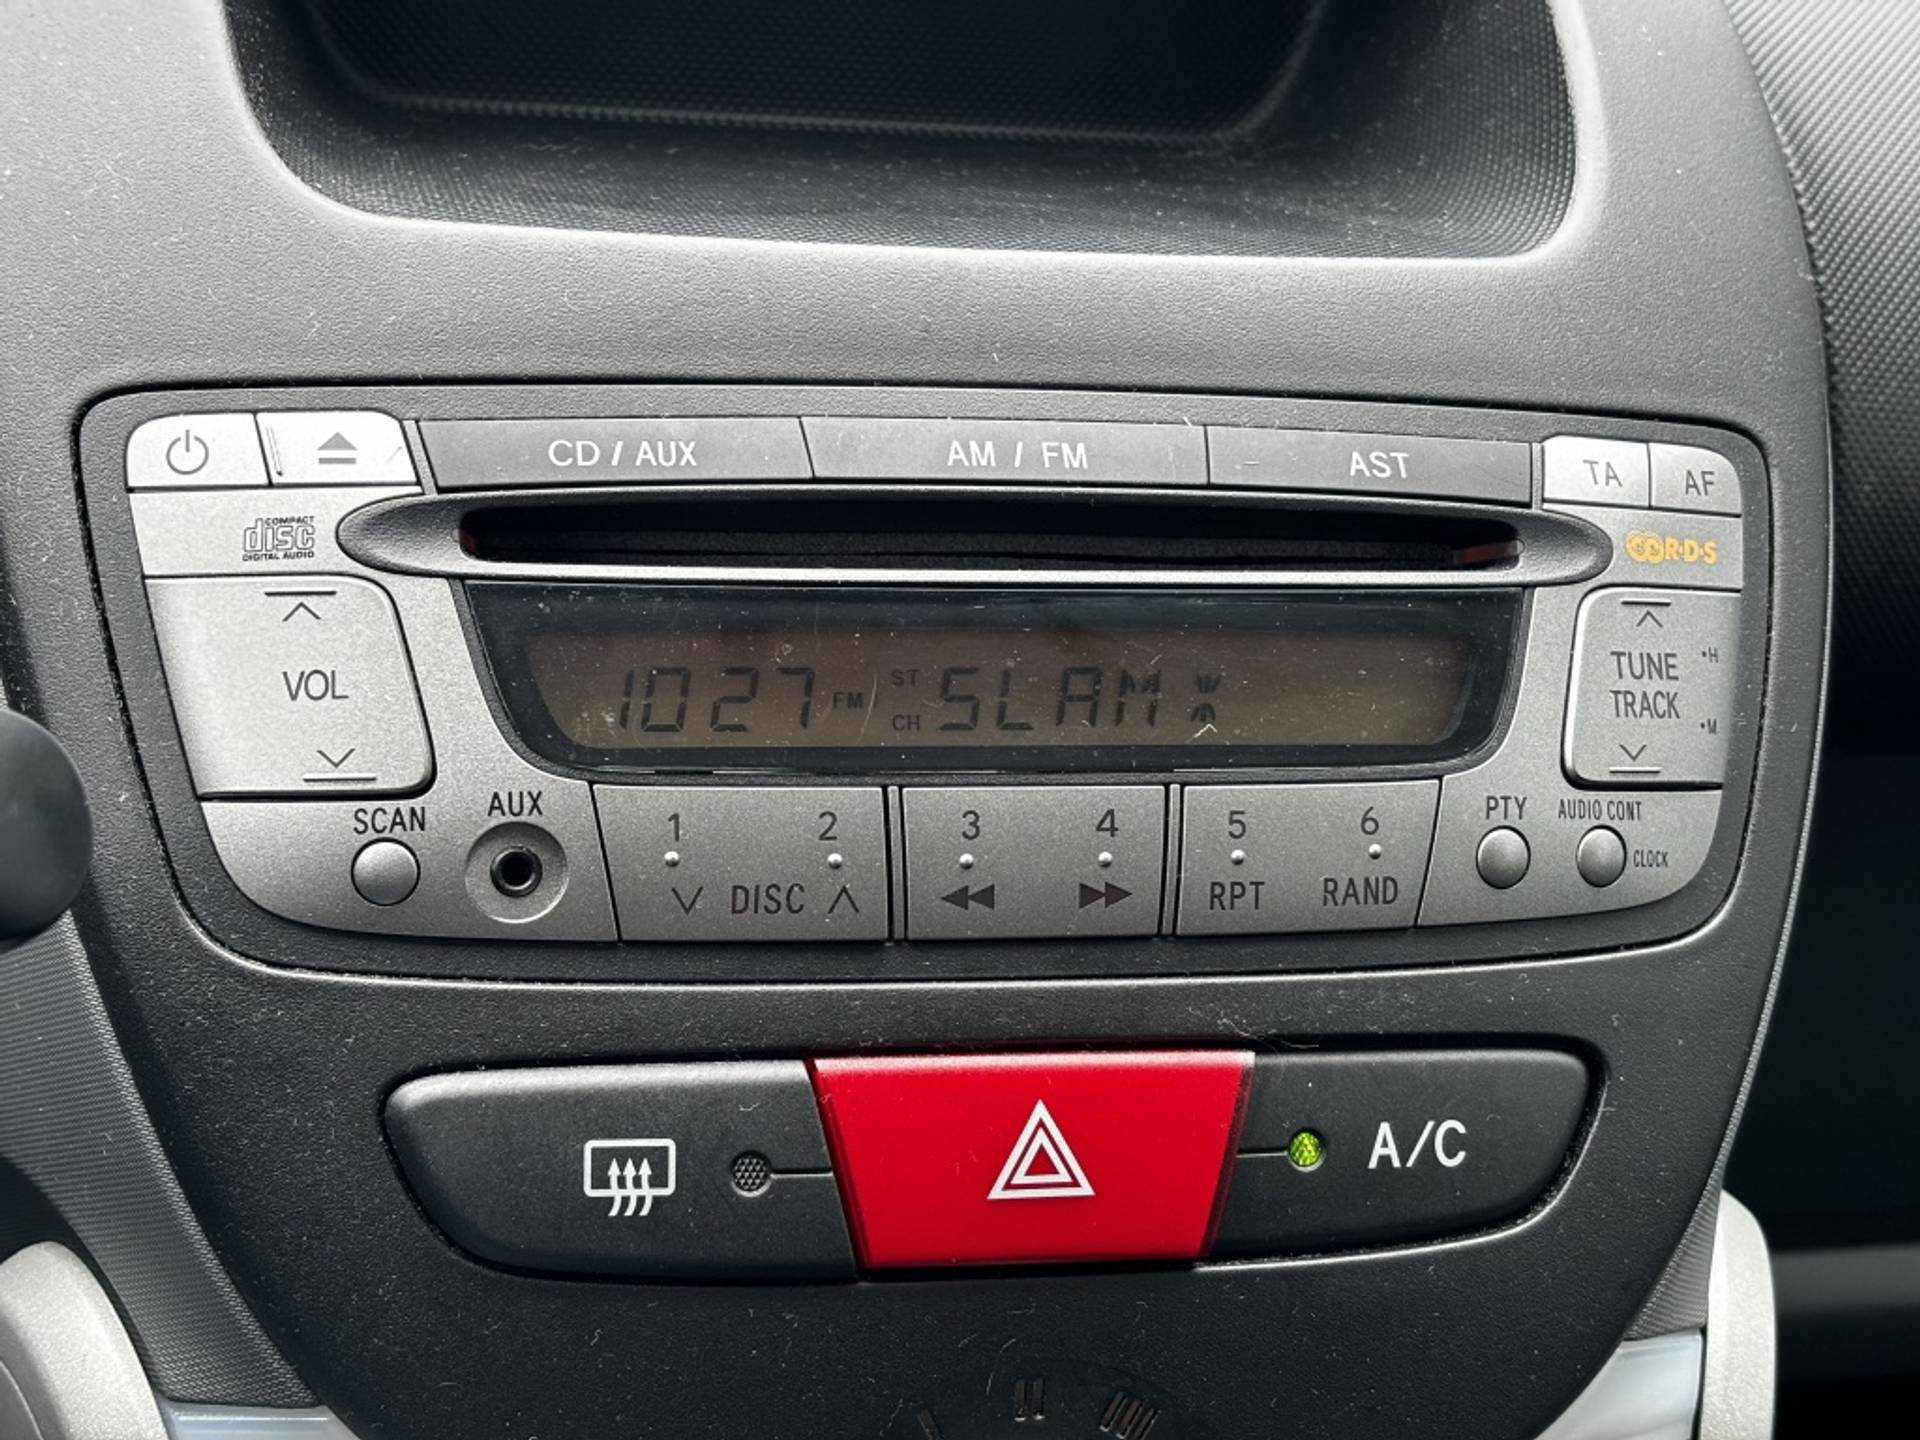 CD / AUX AM / FM AST TA AF
COMPACT disc DIGITAL AUDIO R·D·S
VOL
1027 FM ST CH SLAM
TUNE TRACK •H •M
SCAN AUX 1 2 3 4 5 6 PTY AUDIO CONT
CLOCK
DISC RPT RAND
A/C